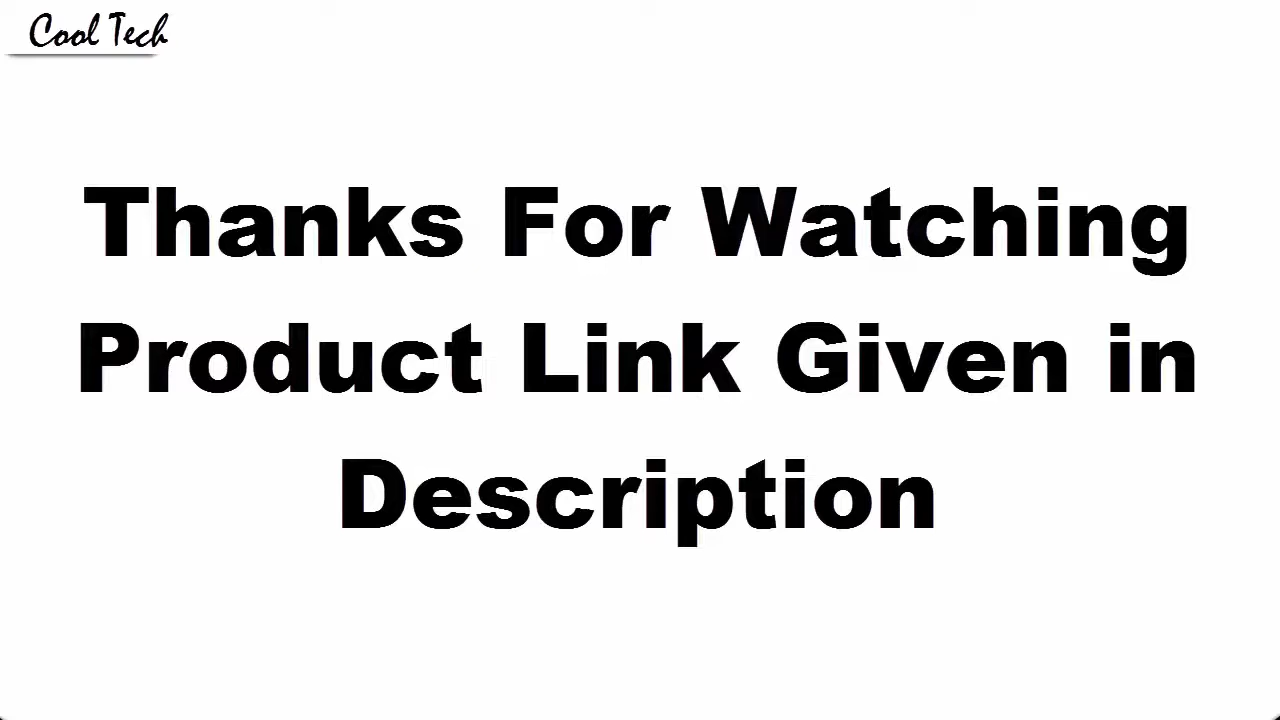 Cool Tech
Thanks For Watching
Product Link Given in
Description